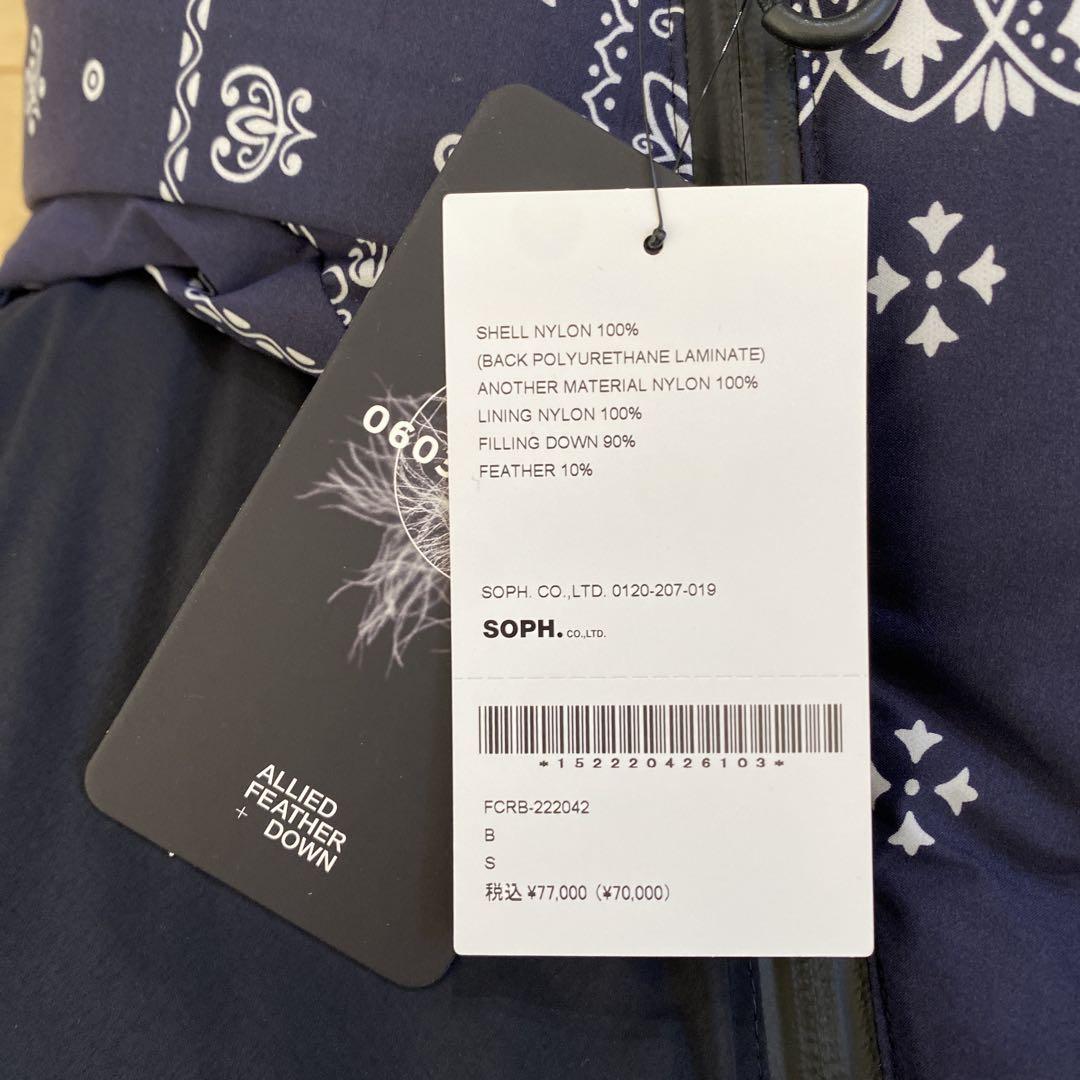 SHELL NYLON 100%
(BACK POLYURETHANE LAMINATE)
ANOTHER MATERIAL NYLON 100%
LINING NYLON 100%
FILLING DOWN 90%
FEATHER 10%
SOPH. CO.,LTD. 0120-207-019
SOPH. CO.,LTD.
*152220426103*
FCRB-222042
B
S
税込 ¥77,000 (¥70,000)
ALLIED
FEATHER
+ DOWN